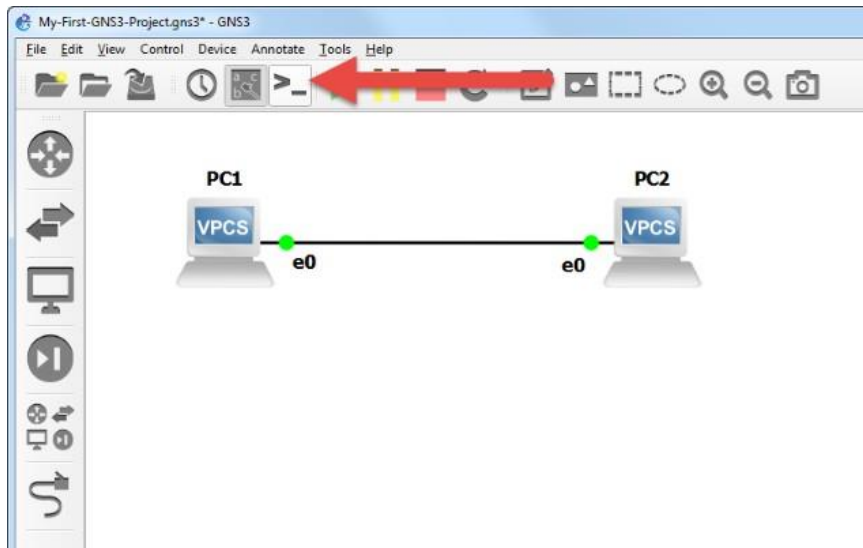 My-First-GNS3-Project.gns3* - GNS3
File Edit View Control Device Annotate Tools Help
PC1
PC2
VPCS
VPCS
e0
e0